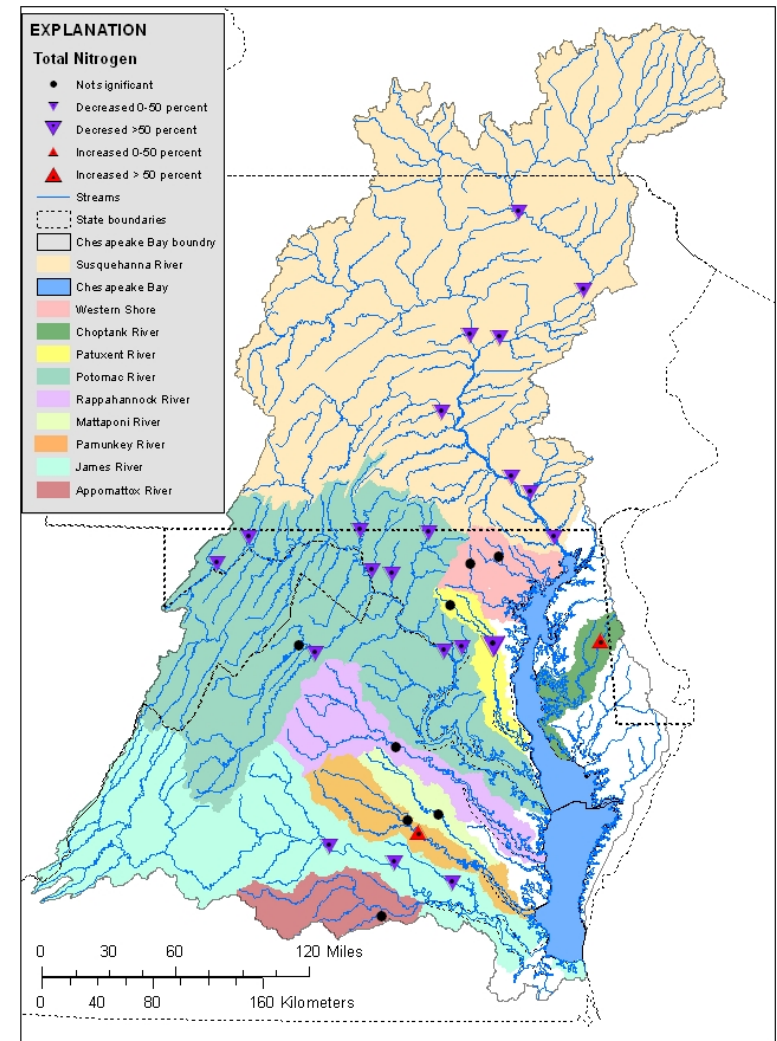 EXPLANATION
Total Nitrogen
Not significant
Decreased 0-50 percent
Decresed >50 percent
Increased 0-50 percent
Increased > 50 percent
Streams
State boundaries
Chesapeake Bay boundry
Susquehanna River
Chesapeake Bay
Western Shore
Choptank River
Patuxent River
Potomac River
Rappahannock River
Mattaponi River
Pamunkey River
James River
Appomattox River
0 30 60 120 Miles
0 40 80 160 Kilometers